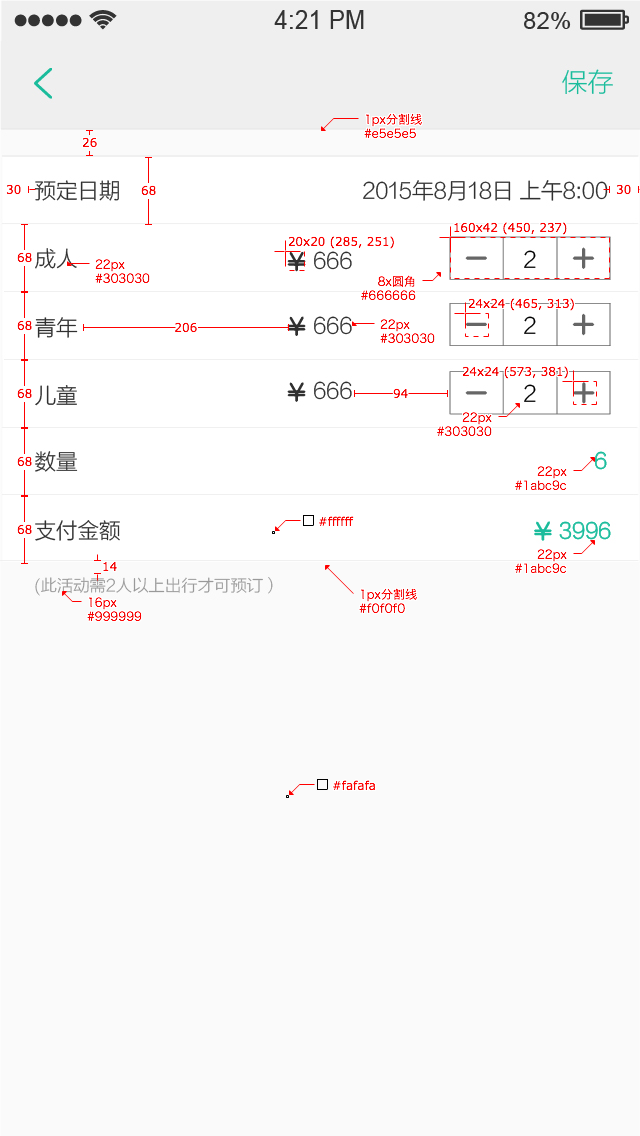 4:21 PM 82%
保存
1px分割线
#e5e5e5
26
30 预定日期 68 2015年8月18日 上午8:00 30
160x42 (450, 237)
20x20 (285, 251)
68 成人 ¥ 666 － 2 ＋
22px
#303030
8x圆角
#666666
24x24 (465, 313)
68 青年 206 ¥ 666 － 2 ＋
22px
#303030
24x24 (573, 381)
68 儿童 ¥ 666 94 － 2 ＋
22px
#303030
68 数量 6
22px
#1abc9c
#ffffff
68 支付金额 ¥ 3996
22px
#1abc9c
14
(此活动需2人以上出行才可预订 )
16px
#999999
1px分割线
#f0f0f0
#fafafa